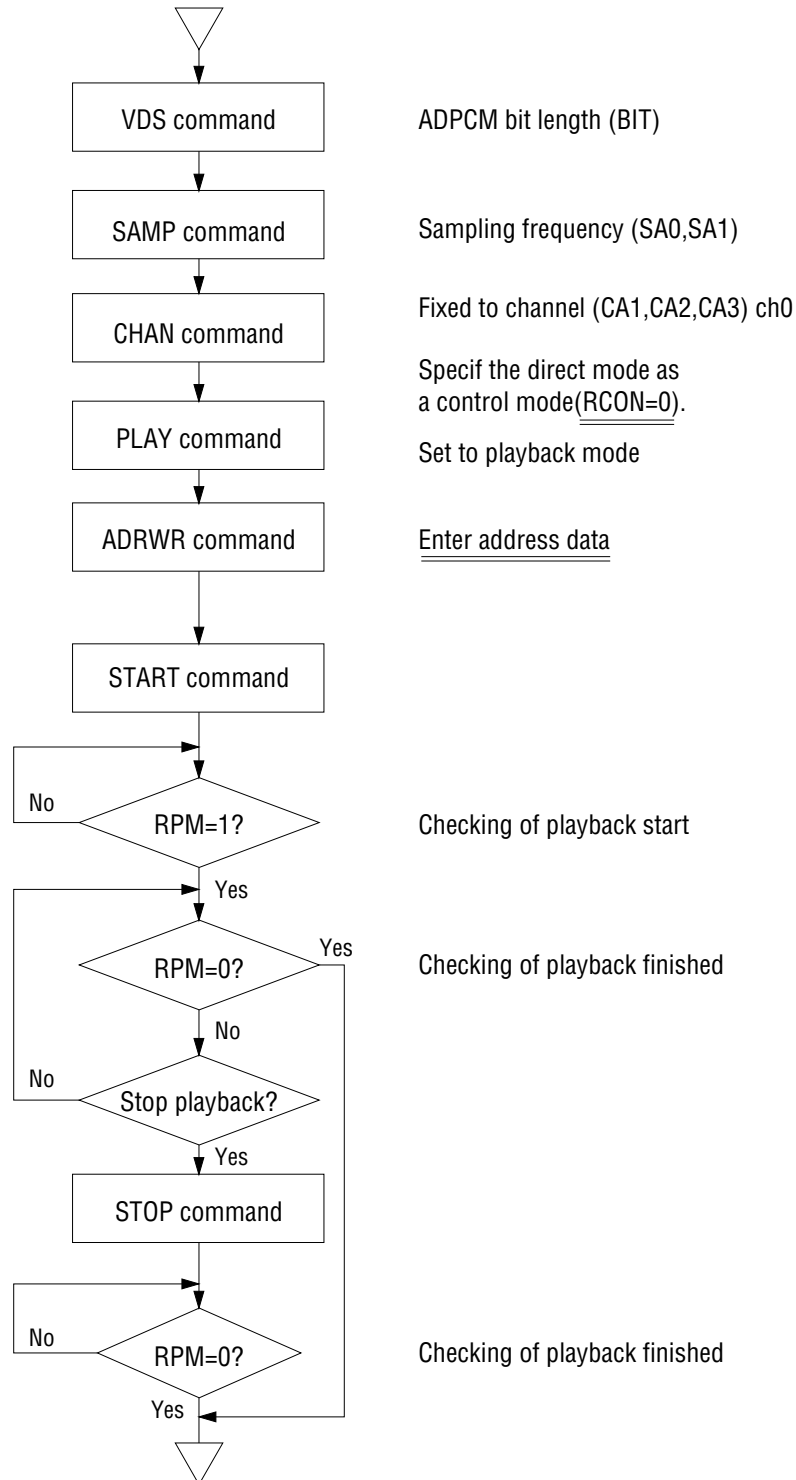 VDS command
ADPCM bit length (BIT)
SAMP command
Sampling frequency (SA0,SA1)
CHAN command
Fixed to channel (CA1,CA2,CA3) ch0
Specif the direct mode as
a control mode(RCON=0).
PLAY command
Set to playback mode
ADRWR command
Enter address data
START command
No
RPM=1?
Checking of playback start
Yes
RPM=0?
Yes
Checking of playback finished
No
No
Stop playback?
Yes
STOP command
No
RPM=0?
Checking of playback finished
Yes